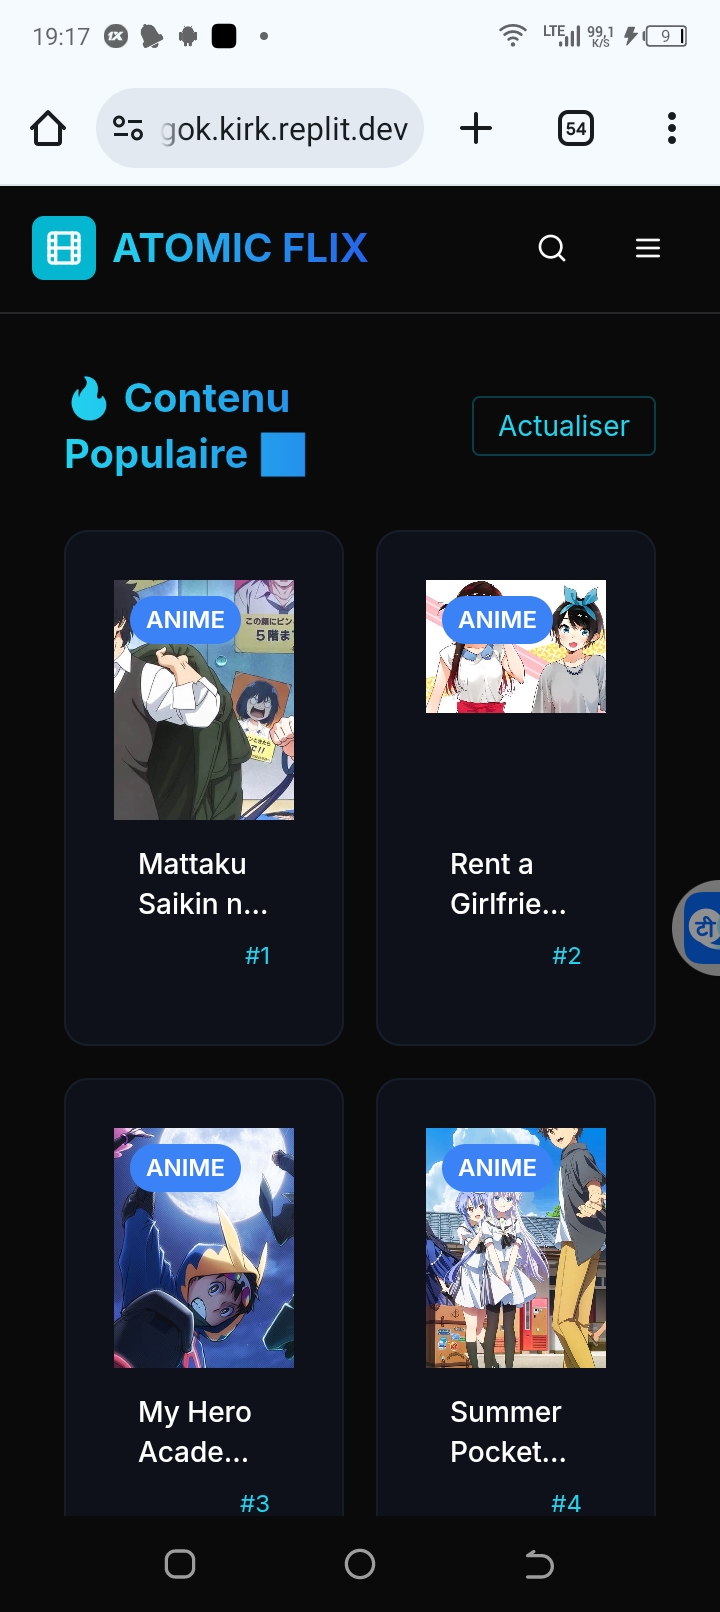 19:17
1X
LTE
99,1
K/S
9
gok.kirk.replit.dev
54
ATOMIC FLIX
🔥 Contenu
Populaire
Actualiser
ANIME
この顔にピン
5階ま
ANIME
Mattaku
Saikin n...
#1
Rent a
Girlfrie...
#2
टी
ANIME
ANIME
My Hero
Acade...
#3
Summer
Pocket...
#4